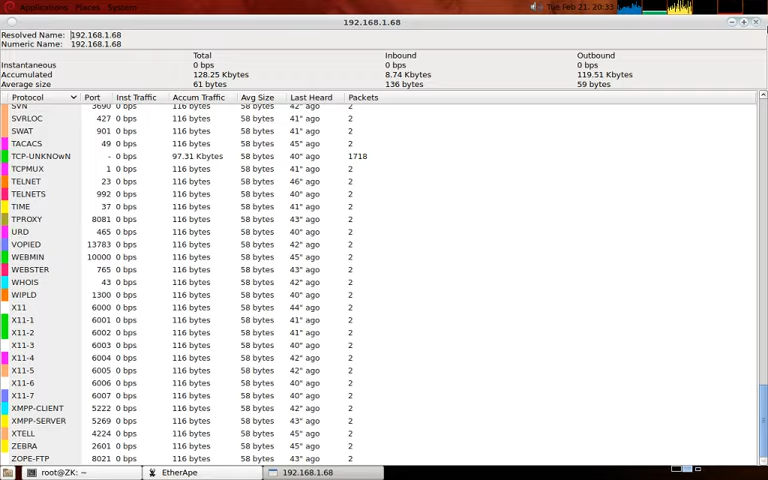 Applications Places System Tue Feb 21, 20:33
192.168.1.68
Resolved Name: 192.168.1.68
Numeric Name: 192.168.1.68
Total Inbound Outbound
Instantaneous 0 bps 0 bps 0 bps
Accumulated 128.25 Kbytes 8.74 Kbytes 119.51 Kbytes
Average size 61 bytes 136 bytes 59 bytes
Protocol Port Inst Traffic Accum Traffic Avg Size Last Heard Packets
SVN 3690 0 bps 116 bytes 58 bytes 42" ago 2
SVRLOC 427 0 bps 116 bytes 58 bytes 41" ago 2
SWAT 901 0 bps 116 bytes 58 bytes 41" ago 2
TACACS 49 0 bps 116 bytes 58 bytes 45" ago 2
TCP-UNKNOwN - 0 bps 97.31 Kbytes 58 bytes 40" ago 1718
TCPMUX 1 0 bps 116 bytes 58 bytes 41" ago 2
TELNET 23 0 bps 116 bytes 58 bytes 46" ago 2
TELNETS 992 0 bps 116 bytes 58 bytes 40" ago 2
TIME 37 0 bps 116 bytes 58 bytes 41" ago 2
TPROXY 8081 0 bps 116 bytes 58 bytes 43" ago 2
URD 465 0 bps 116 bytes 58 bytes 40" ago 2
VOPIED 13783 0 bps 116 bytes 58 bytes 42" ago 2
WEBMIN 10000 0 bps 116 bytes 58 bytes 45" ago 2
WEBSTER 765 0 bps 116 bytes 58 bytes 43" ago 2
WHOIS 43 0 bps 116 bytes 58 bytes 42" ago 2
WIPLD 1300 0 bps 116 bytes 58 bytes 40" ago 2
X11 6000 0 bps 116 bytes 58 bytes 44" ago 2
X11-1 6001 0 bps 116 bytes 58 bytes 41" ago 2
X11-2 6002 0 bps 116 bytes 58 bytes 40" ago 2
X11-3 6003 0 bps 116 bytes 58 bytes 40" ago 2
X11-4 6004 0 bps 116 bytes 58 bytes 42" ago 2
X11-5 6005 0 bps 116 bytes 58 bytes 42" ago 2
X11-6 6006 0 bps 116 bytes 58 bytes 40" ago 2
X11-7 6007 0 bps 116 bytes 58 bytes 40" ago 2
XMPP-CLIENT 5222 0 bps 116 bytes 58 bytes 42" ago 2
XMPP-SERVER 5269 0 bps 116 bytes 58 bytes 43" ago 2
XTELL 4224 0 bps 116 bytes 58 bytes 45" ago 2
ZEBRA 2601 0 bps 116 bytes 58 bytes 45" ago 2
ZOPE-FTP 8021 0 bps 116 bytes 58 bytes 40" ago 2
root@ZK: ~ EtherApe 192.168.1.68